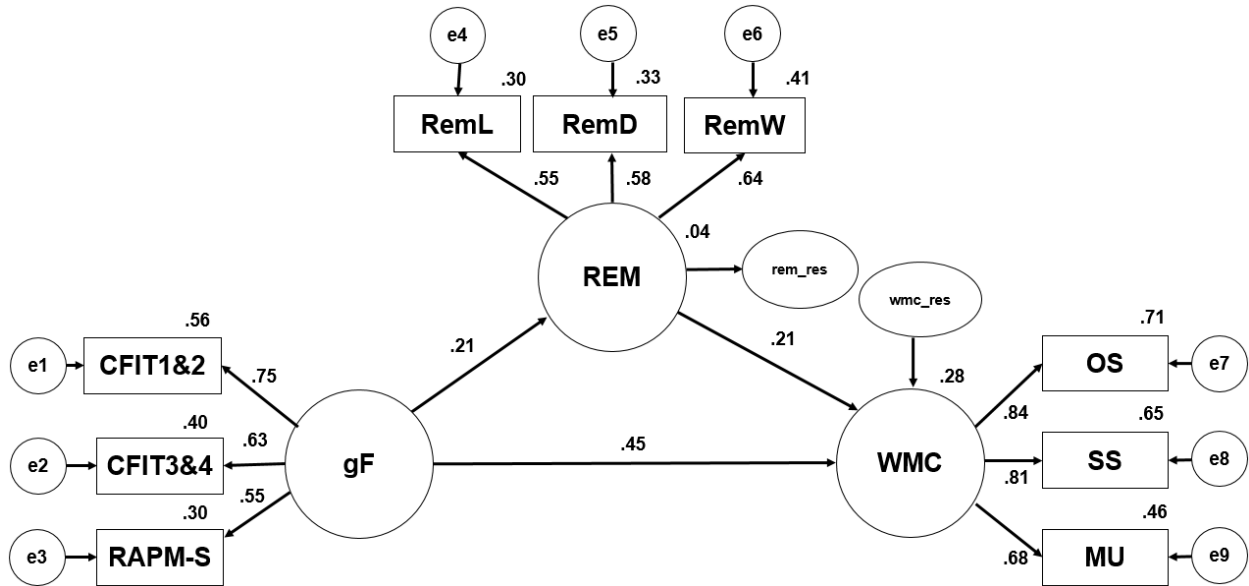 e4
e5
e6
.30
.33
.41
RemL
RemD
RemW
.55
.58
.64
.04
REM
rem_res
wmc_res
.56
.21
.21
.71
e1
CFIT1&2
OS
e7
.75
.28
.84
.40
.63
.45
.65
e2
CFIT3&4
gF
WMC
SS
e8
.55
.81
.30
.46
e3
RAPM-S
.68
MU
e9